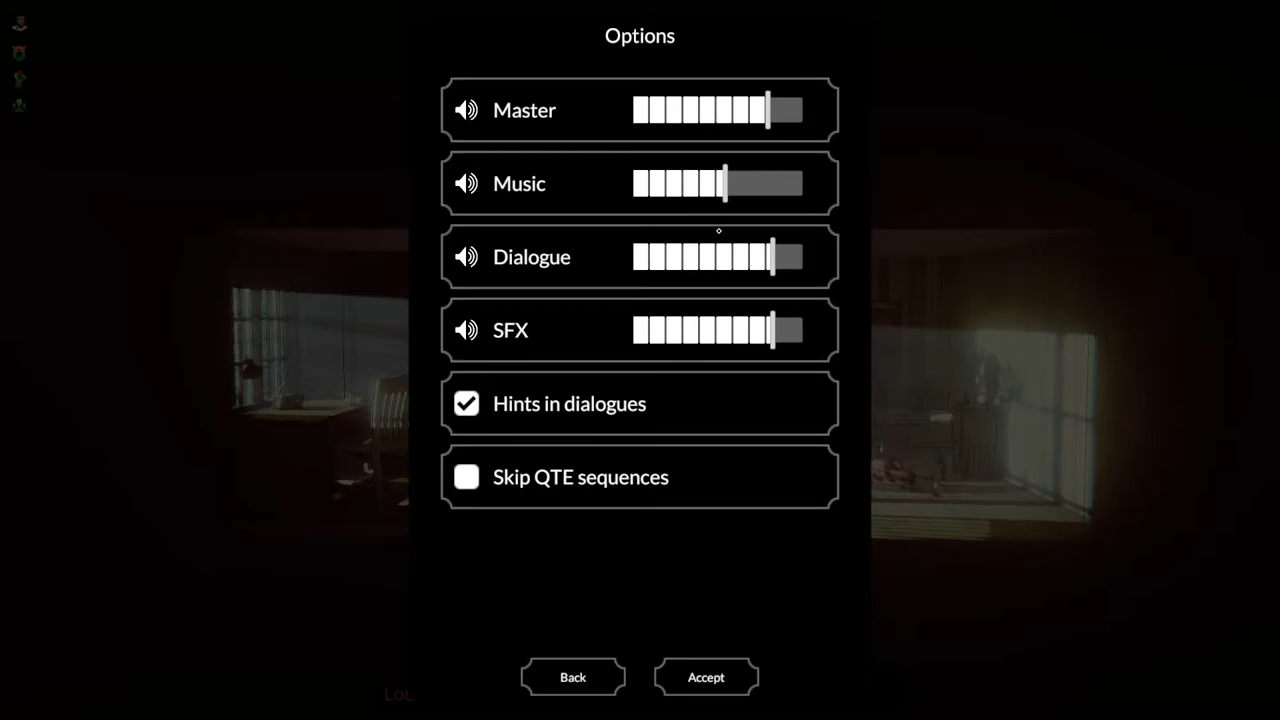 Options
Master
Music
Dialogue
SFX
Hints in dialogues
Skip QTE sequences
Back
Accept